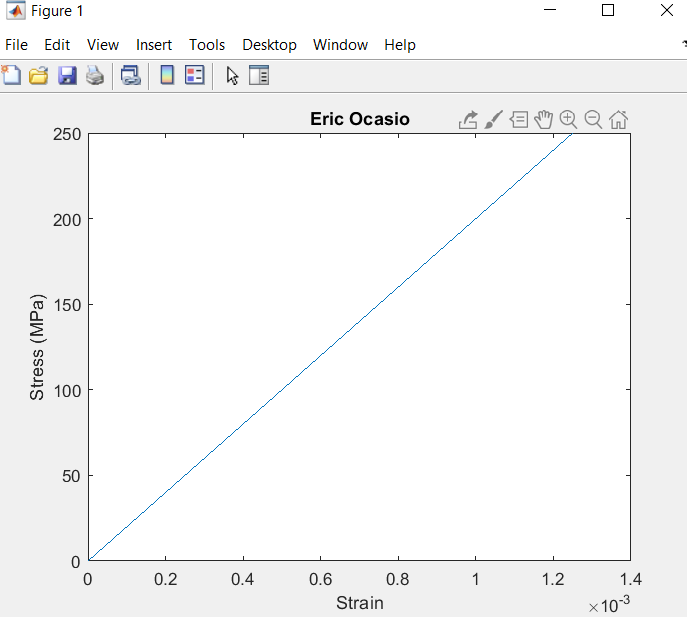 Figure 1
File Edit View Insert Tools Desktop Window Help
Eric Ocasio
250
200
150
100
50
0
Stress (MPa)
0 0.2 0.4 0.6 0.8 1 1.2 1.4
Strain
×10-3